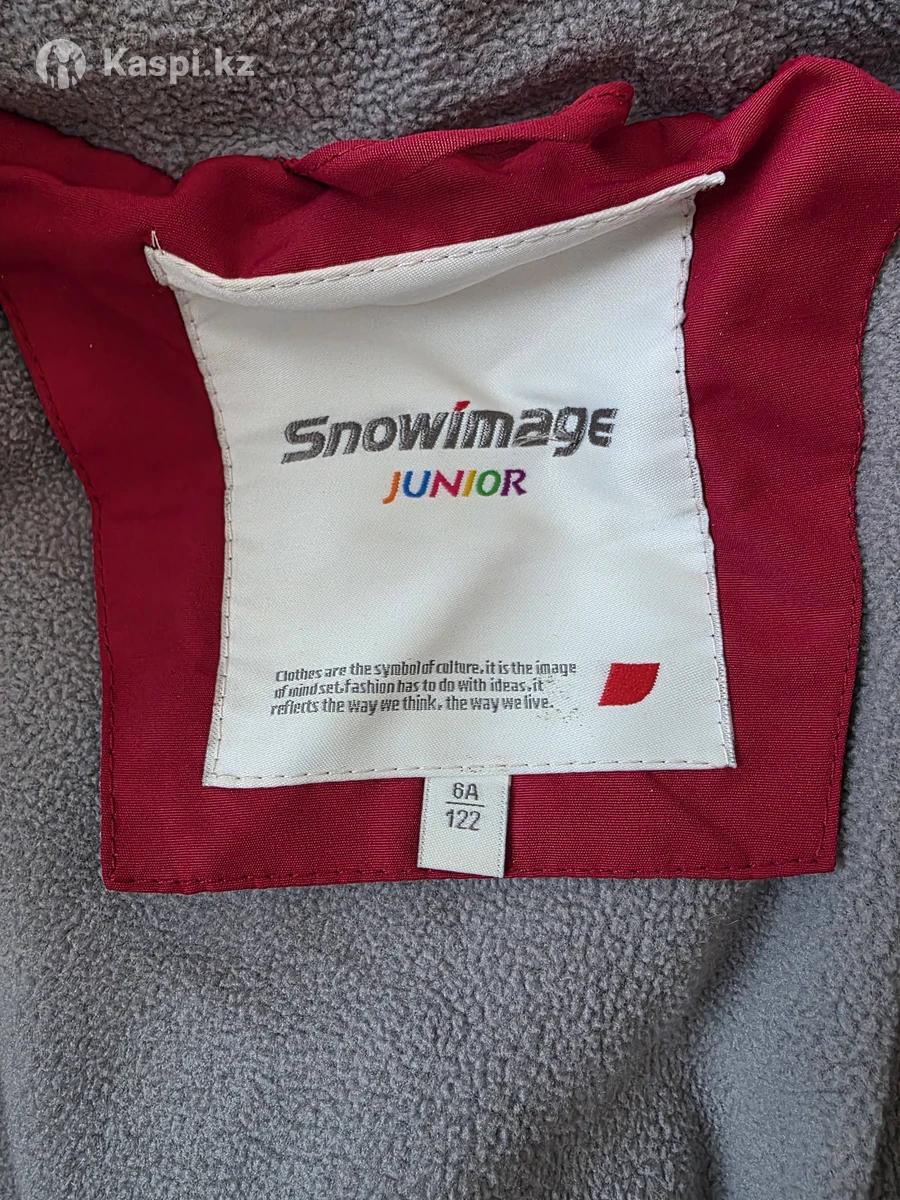 Kaspi.kz
Snowimage
JUNIOR
Clothes are the symbol of culture, it is the image
of mind set, fashion has to do with ideas, it
reflects the way we think, the way we live.
6A
122